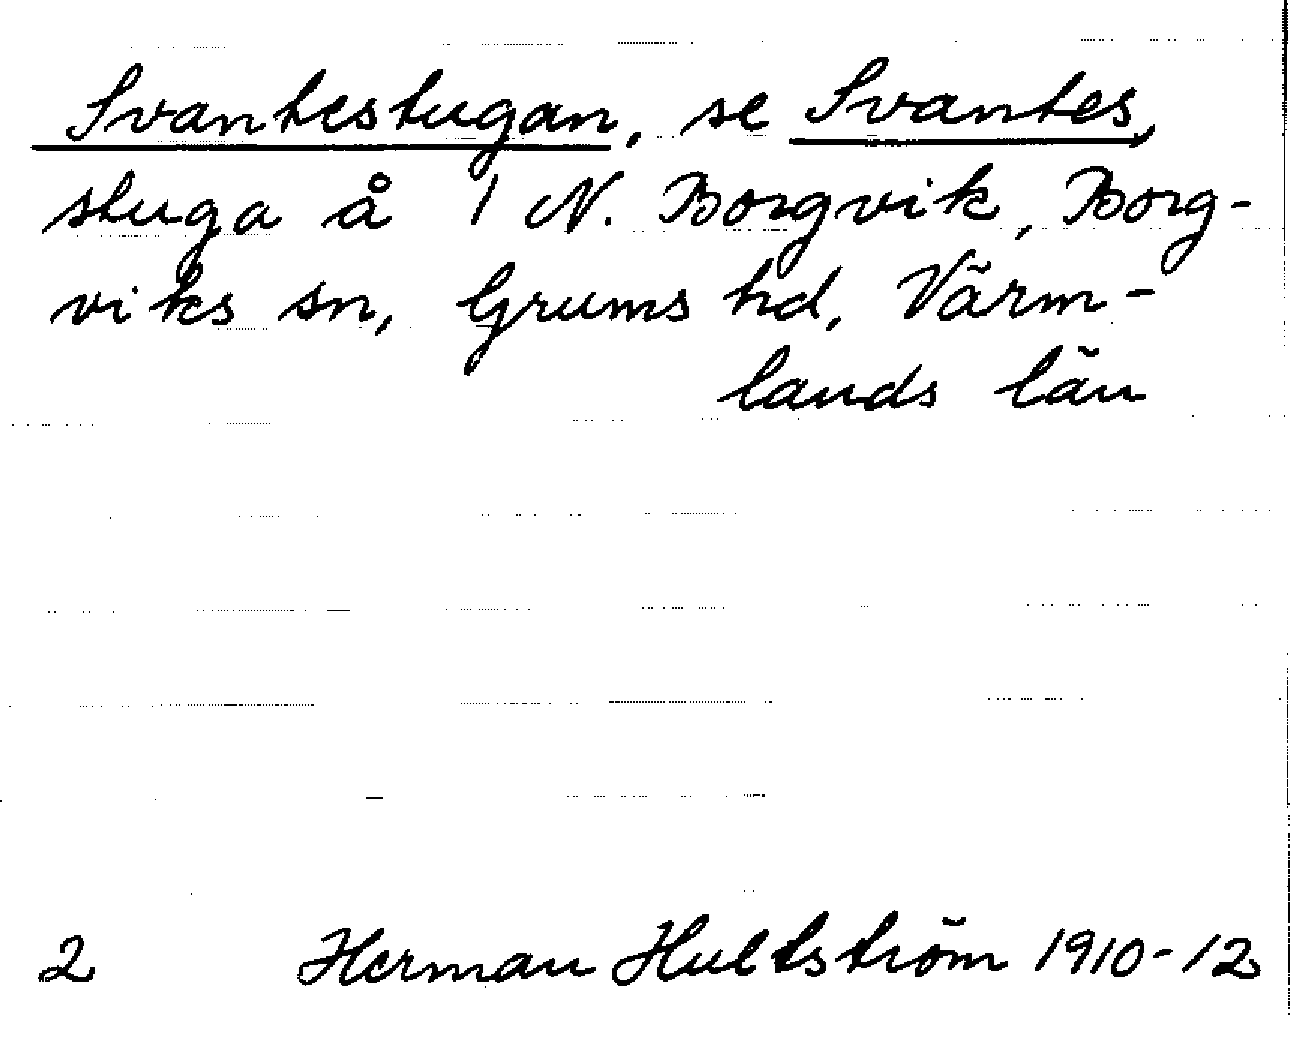 Svantestugan, se Svantes,
stuga å 1 N. Borgvik, Borg-
viks sn, Grums hd, Värm-
lands län
2 Herman Hultström 1910-12